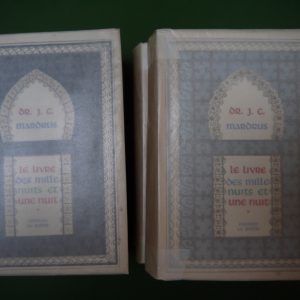 DR. J. C.
MARDRUS
LE LIVRE
DES MILLE
NUITS ET
UNE NUIT
DR. J. C.
MARDRUS
LE LIVRE
DES MILLE
NUITS ET
UNE NUIT